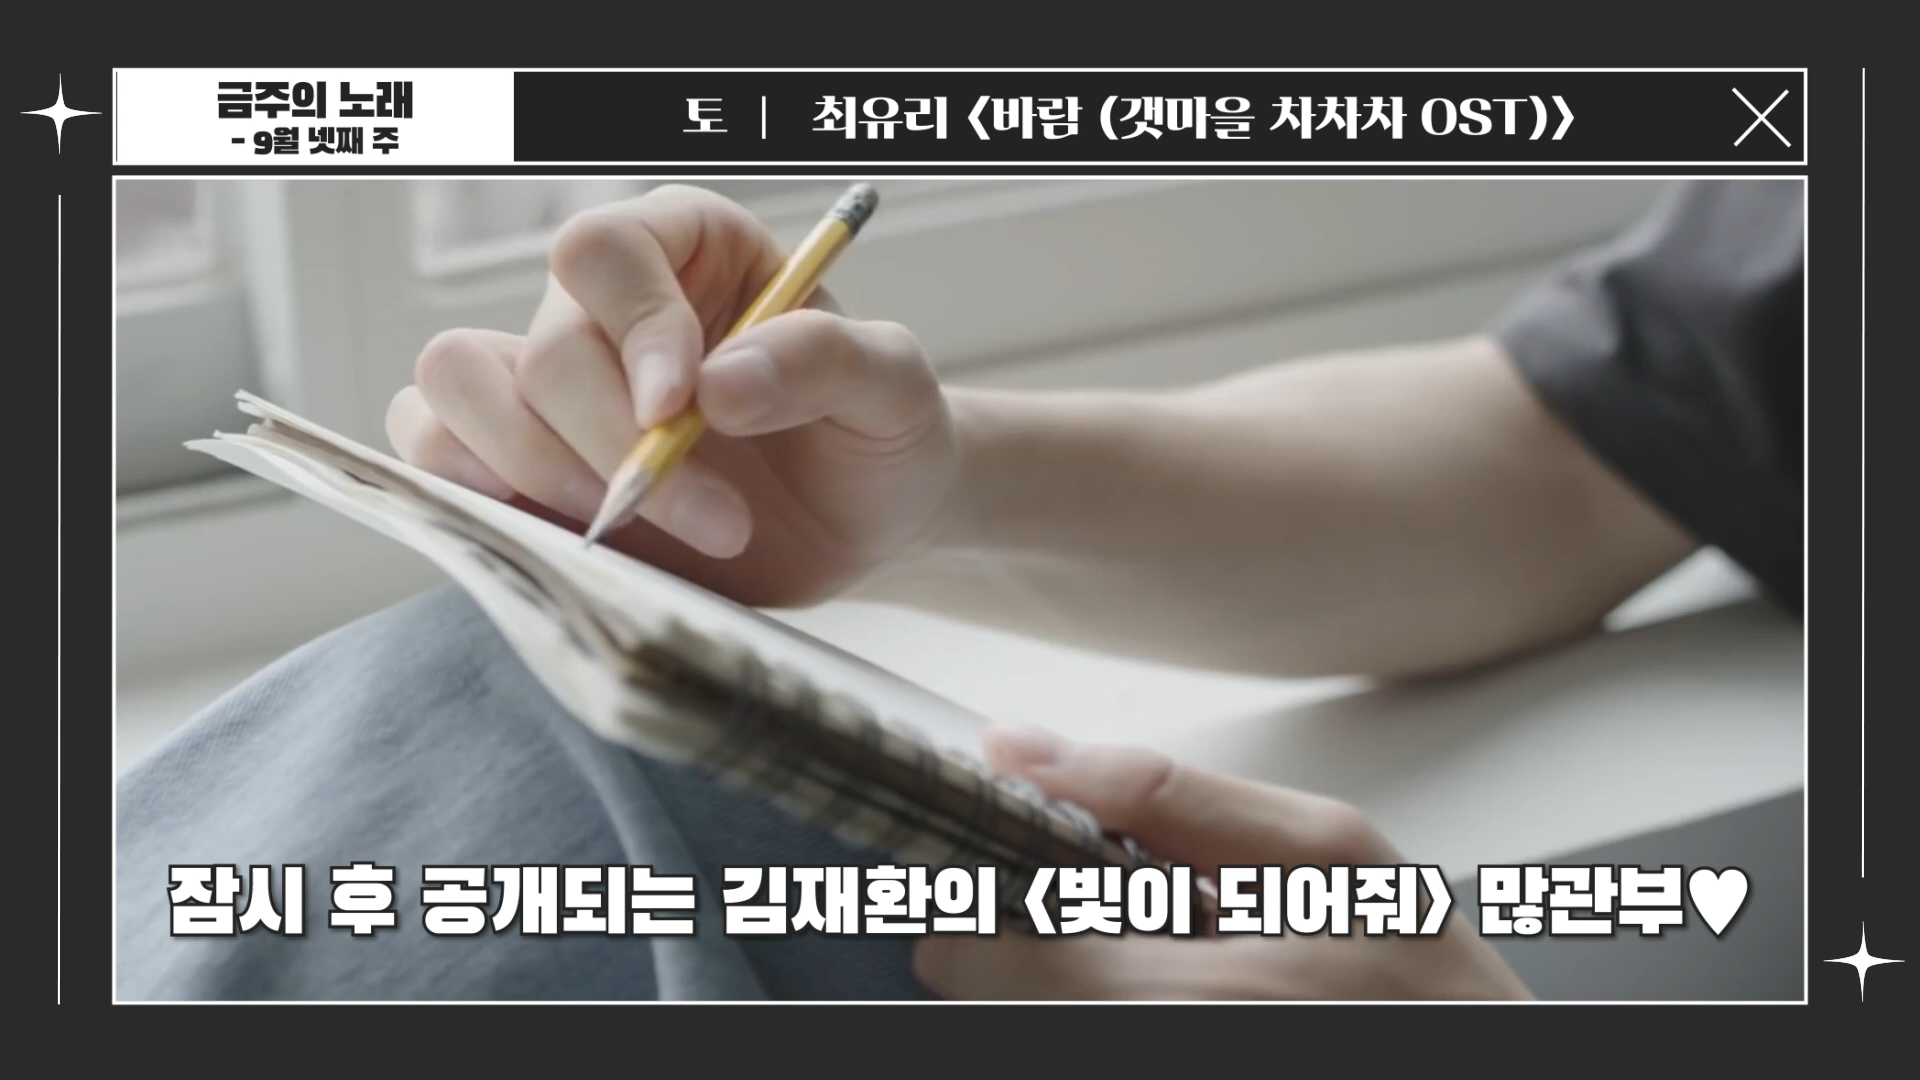 금주의 노래
- 9월 넷째 주
토 | 최유리 <바람 (갯마을 차차차 OST)>
잠시 후 공개되는 김재환의 <빛이 되어줘> 많관부♥